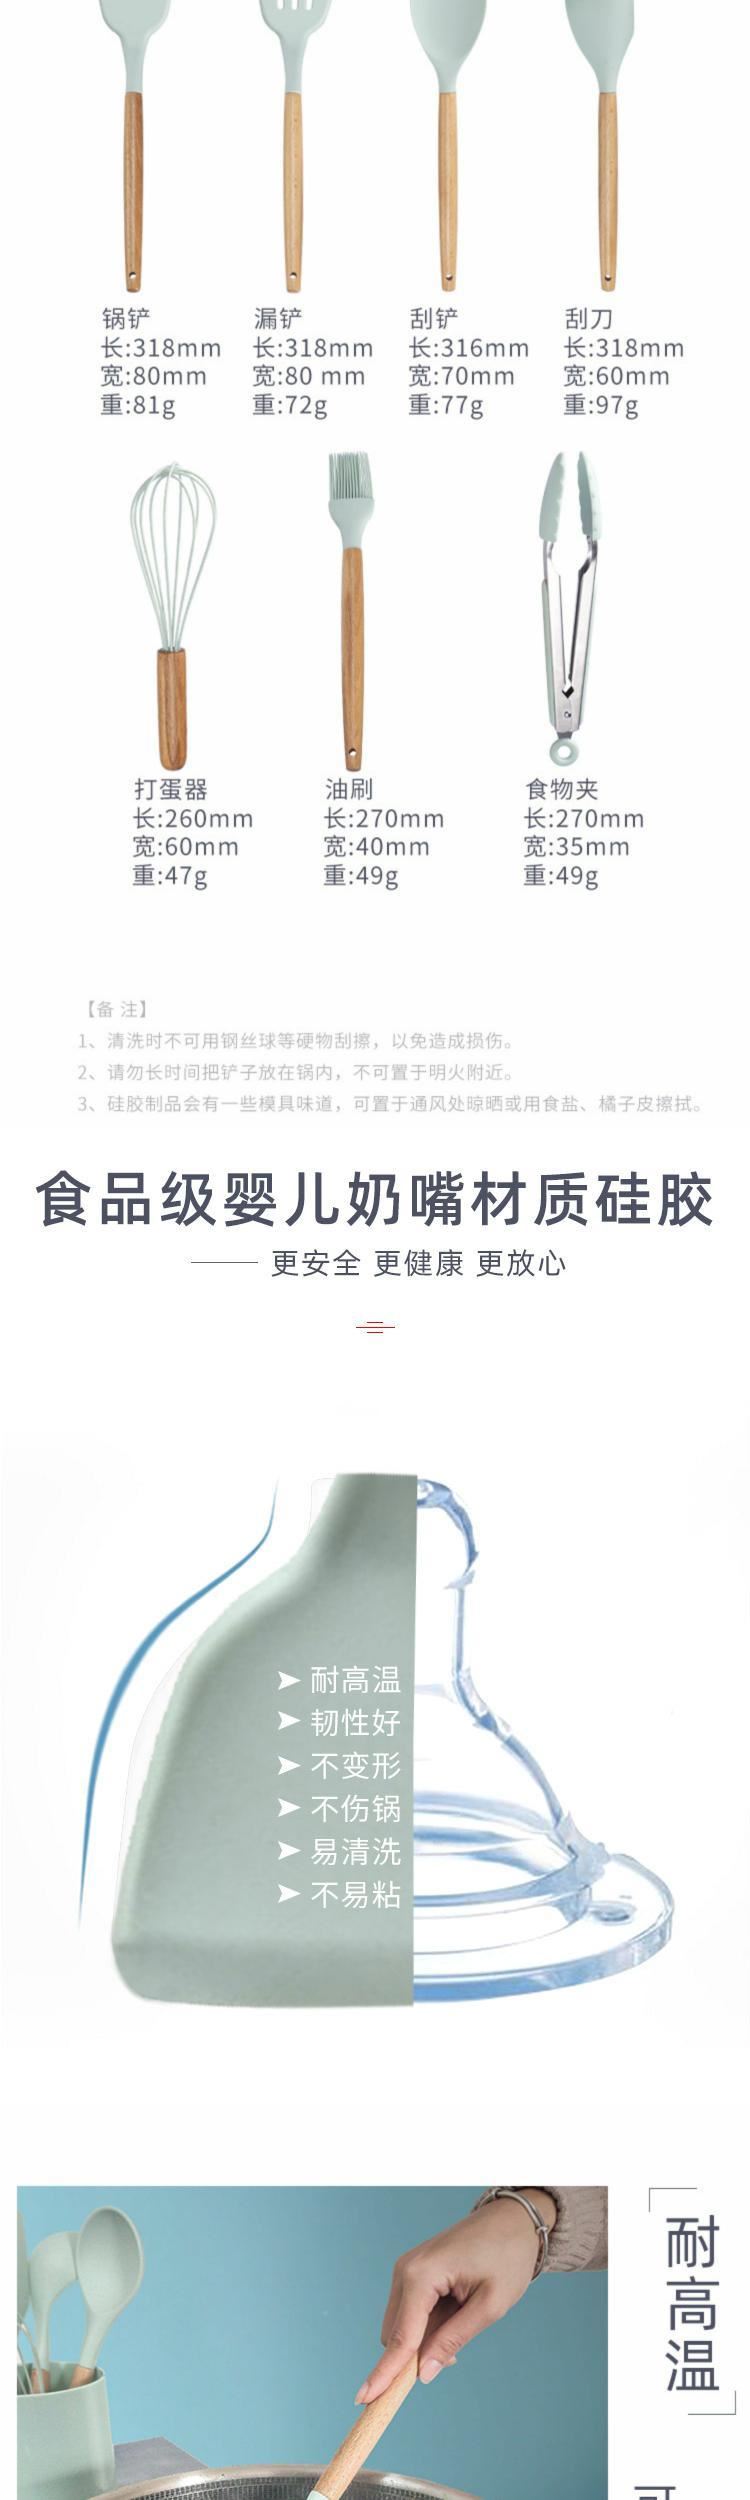 锅铲
长:318mm
宽:80mm
重:81g
漏铲
长:318mm
宽:80 mm
重:72g
刮铲
长:316mm
宽:70mm
重:77g
刮刀
长:318mm
宽:60mm
重:97g
打蛋器
长:260mm
宽:60mm
重:47g
油刷
长:270mm
宽:40mm
重:49g
食物夹
长:270mm
宽:35mm
重:49g
【备 注】
1、清洗时不可用钢丝球等硬物刮擦，以免造成损伤。
2、请勿长时间把铲子放在锅内，不可置于明火附近。
3、硅胶制品会有一些模具味道，可置于通风处晾晒或用食盐、橘子皮擦拭。
食品级婴儿奶嘴材质硅胶
更安全 更健康 更放心
耐高温
韧性好
不变形
不伤锅
易清洗
不易粘
耐高温